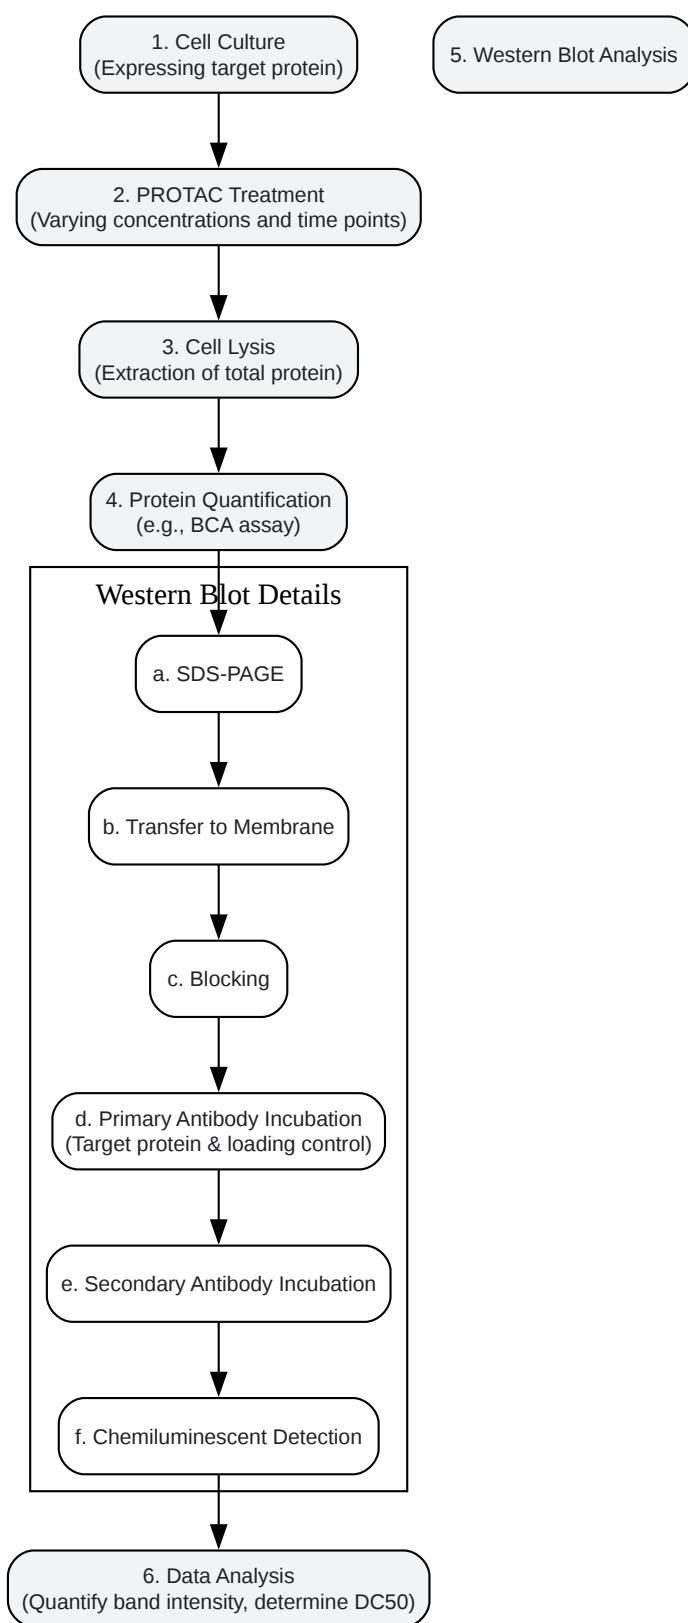 1. Cell Culture
(Expressing target protein)
5. Western Blot Analysis
2. PROTAC Treatment
(Varying concentrations and time points)
3. Cell Lysis
(Extraction of total protein)
4. Protein Quantification
(e.g., BCA assay)
Western Blot Details
a. SDS-PAGE
b. Transfer to Membrane
c. Blocking
d. Primary Antibody Incubation
(Target protein & loading control)
e. Secondary Antibody Incubation
f. Chemiluminescent Detection
6. Data Analysis
(Quantify band intensity, determine DC50)